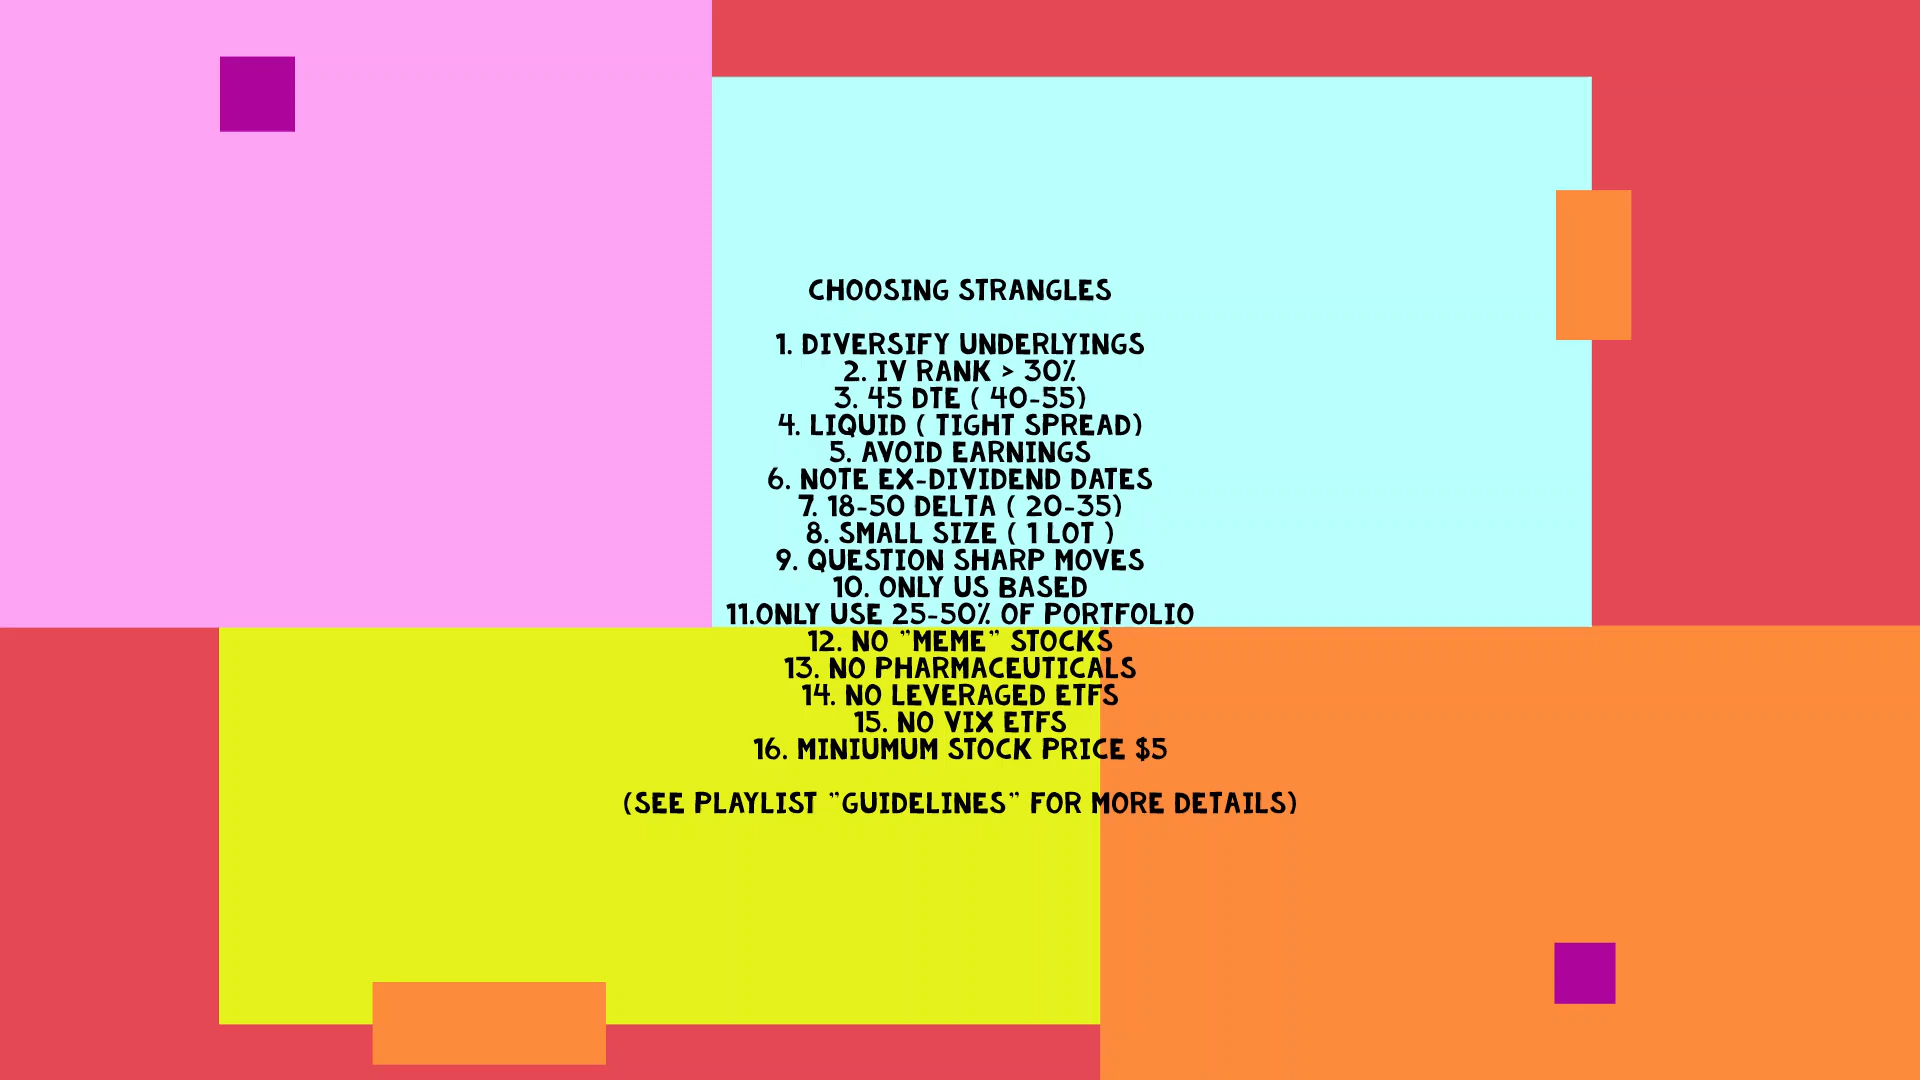 CHOOSING STRANGLES
1. DIVERSIFY UNDERLYINGS
2. IV RANK > 30%
3. 45 DTE ( 40-55)
4. LIQUID ( TIGHT SPREAD)
5. AVOID EARNINGS
6. NOTE EX-DIVIDEND DATES
7. 18-50 DELTA ( 20-35)
8. SMALL SIZE ( 1 LOT )
9. QUESTION SHARP MOVES
10. ONLY US BASED
11.ONLY USE 25-50% OF PORTFOLIO
12. NO "MEME" STOCKS
13. NO PHARMACEUTICALS
14. NO LEVERAGED ETFS
15. NO VIX ETFS
16. MINIUMUM STOCK PRICE $5
(SEE PLAYLIST "GUIDELINES" FOR MORE DETAILS)